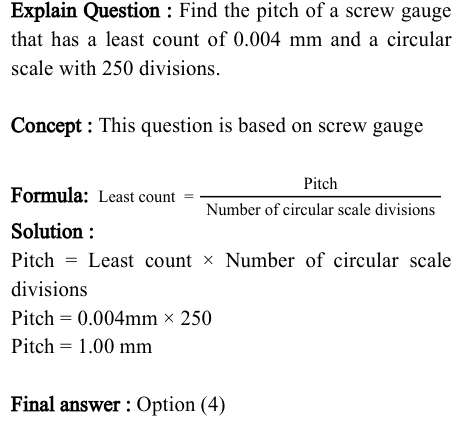 Explain Question : Find the pitch of a screw gauge
that has a least count of 0.004 mm and a circular
scale with 250 divisions.
Concept : This question is based on screw gauge
Formula: Least count = Pitch / Number of circular scale divisions
Solution :
Pitch = Least count × Number of circular scale
divisions
Pitch = 0.004mm × 250
Pitch = 1.00 mm
Final answer : Option (4)